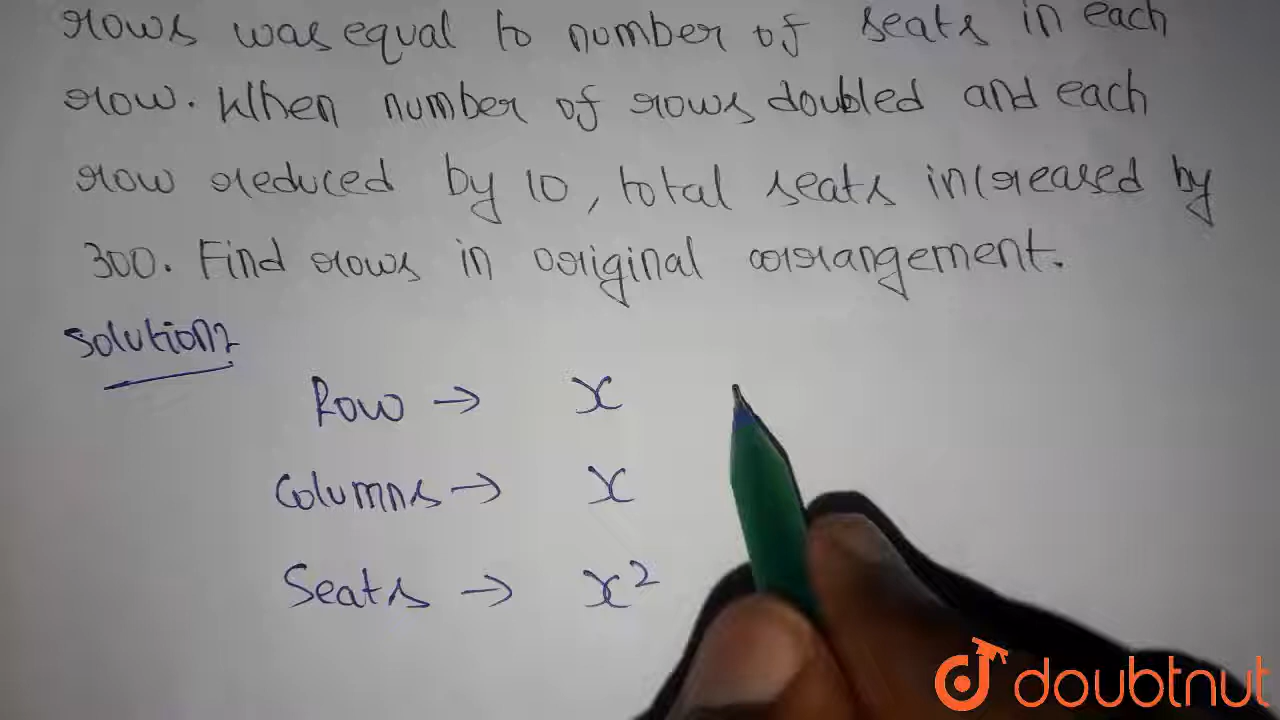 rows was equal to number of seats in each
row. When number of rows doubled and each
row reduced by 10, total seats increased by
300. Find rows in original arrangement.
Solution:
Row → x
Columns → x
Seats → x²
doubtnut